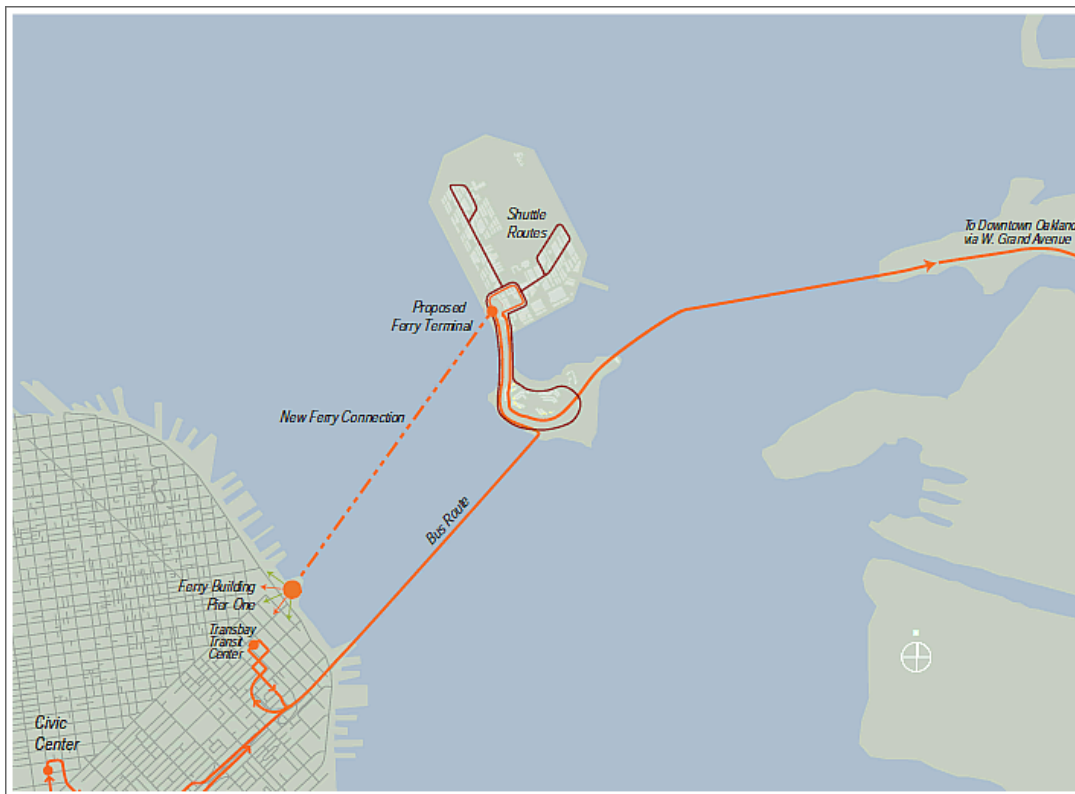 Shuttle
Routes
To Downtown Oakland
via W. Grand Avenue
Proposed
Ferry Terminal
New Ferry Connection
Bus Route
Ferry Building
Pier One
Transbay
Transit
Center
Civic
Center